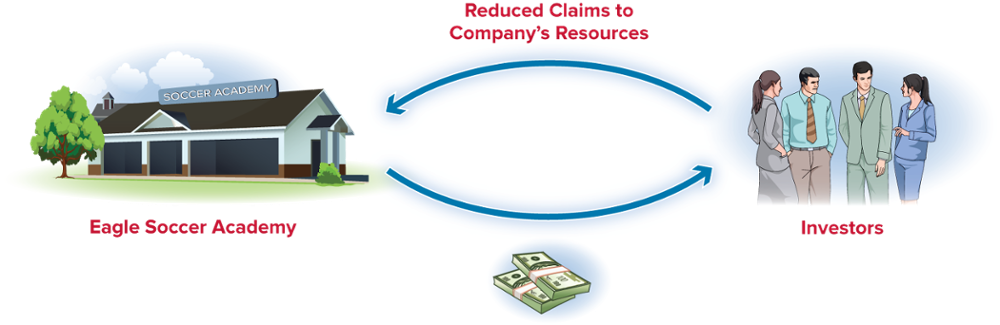 Reduced Claims to
Company's Resources
SOCCER ACADEMY
Eagle Soccer Academy
Investors